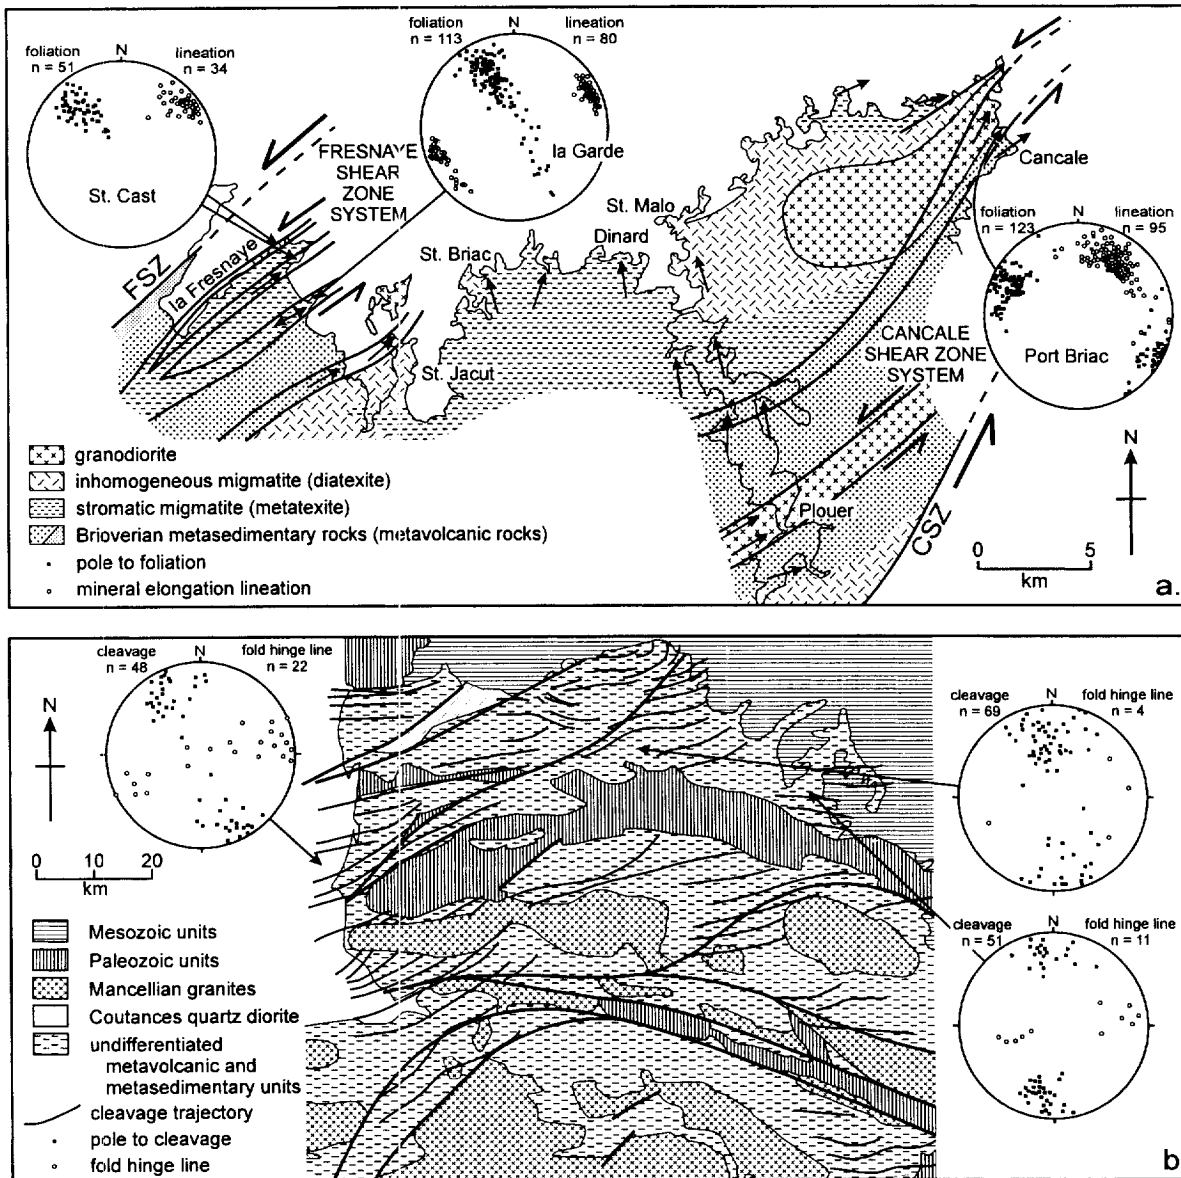 foliation
n = 51
N
lineation
n = 34
St. Cast
foliation
n = 113
N
lineation
n = 80
la Garde
FRESNAYE
SHEAR
ZONE
SYSTEM
FSZ
la Fresnaye
St. Briac
St. Jacut
Dinard
St. Malo
Cancale
foliation
n = 123
N
lineation
n = 95
Port Briac
CANCALE
SHEAR ZONE
SYSTEM
Plouer
CSZ
N
0 5
km
granodiorite
inhomogeneous migmatite (diatexite)
stromatic migmatite (metatexite)
Brioverian metasedimentary rocks (metavolcanic rocks)
pole to foliation
mineral elongation lineation
a.
cleavage
n = 48
N
fold hinge line
n = 22
N
0 10 20
km
cleavage
n = 69
N
fold hinge line
n = 4
cleavage
n = 51
N
fold hinge line
n = 11
Mesozoic units
Paleozoic units
Mancellian granites
Coutances quartz diorite
undifferentiated
metavolcanic and
metasedimentary units
cleavage trajectory
pole to cleavage
fold hinge line
b